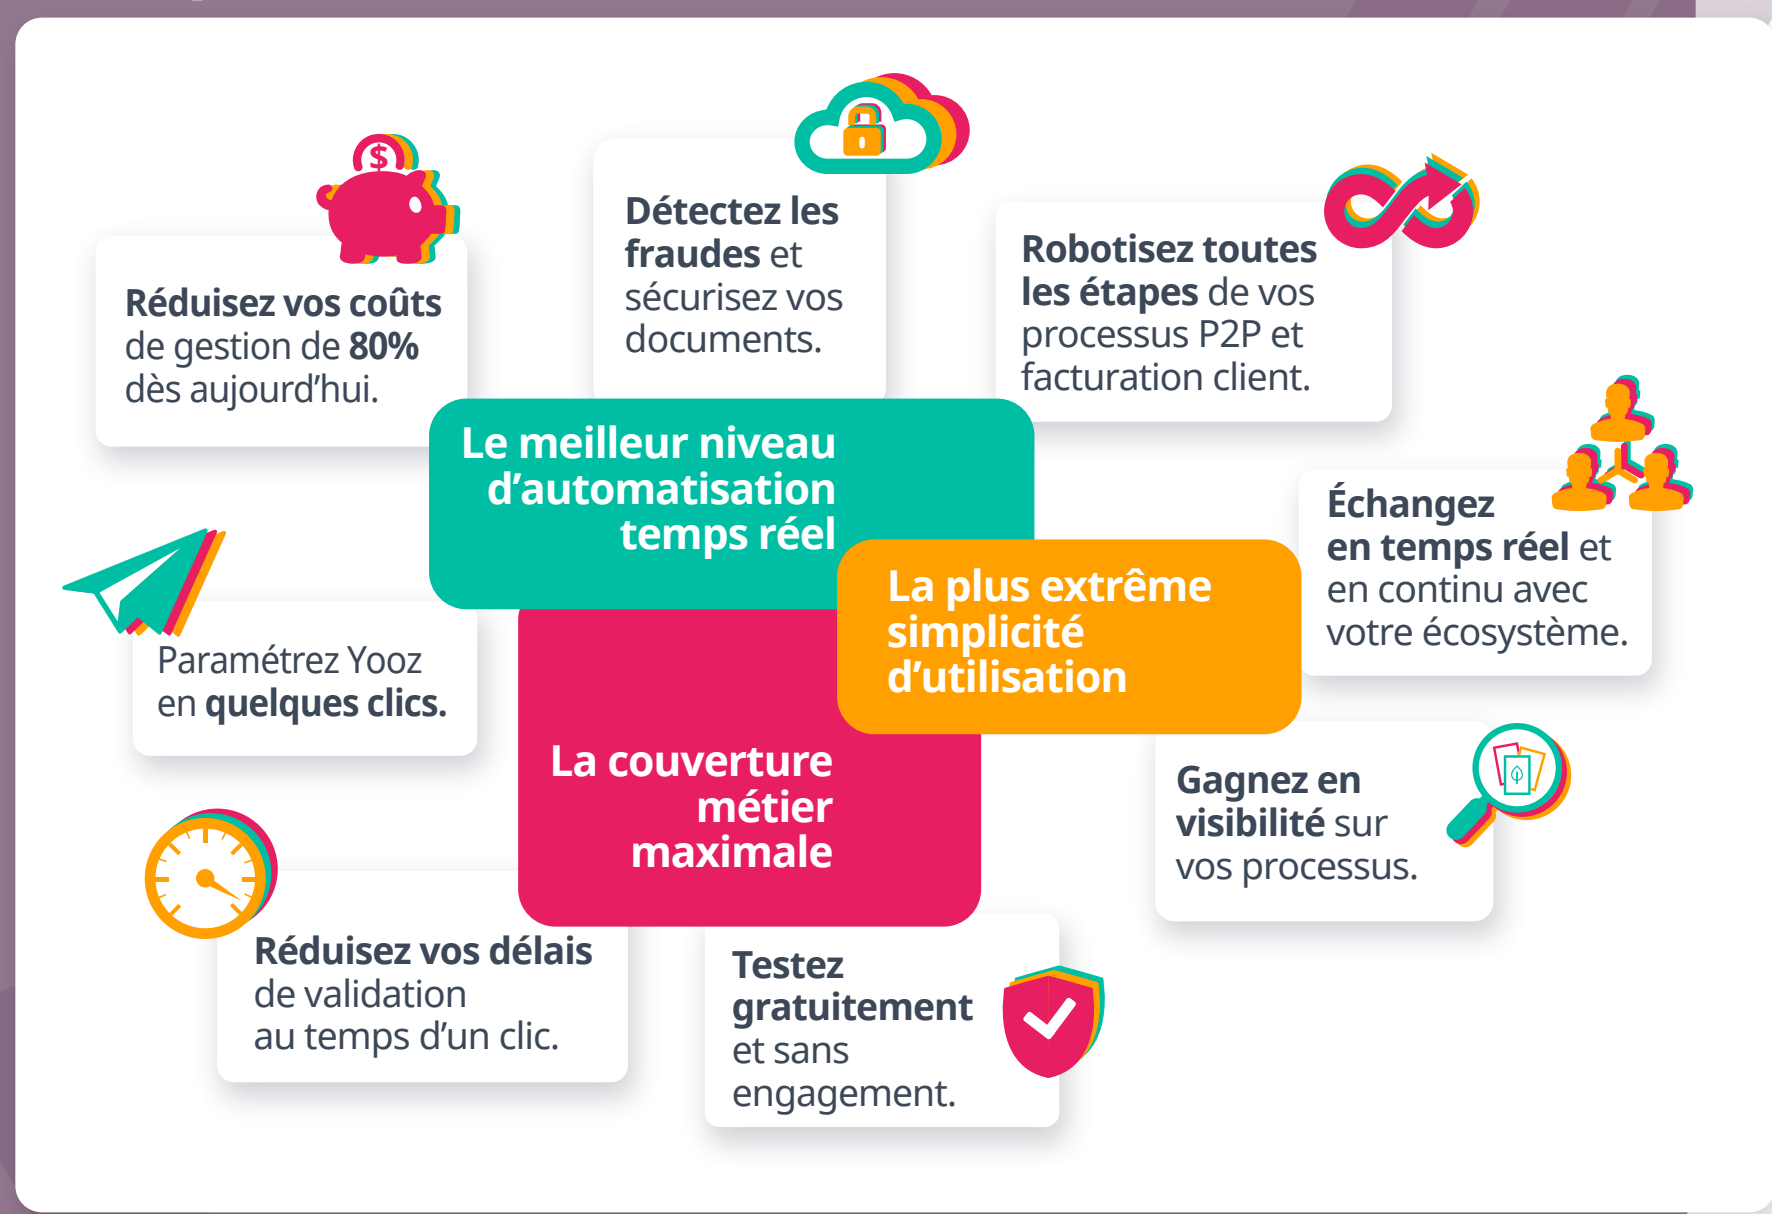 Réduisez vos coûts
de gestion de 80%
dès aujourd’hui.
Détectez les
fraudes et
sécurisez vos
documents.
Robotisez toutes
les étapes de vos
processus P2P et
facturation client.
Le meilleur niveau
d’automatisation
temps réel
Échangez
en temps réel et
en continu avec
votre écosystème.
La plus extrême
simplicité
d’utilisation
Paramétrez Yooz
en quelques clics.
La couverture
métier
maximale
Gagnez en
visibilité sur
vos processus.
Réduisez vos délais
de validation
au temps d’un clic.
Testez
gratuitement
et sans
engagement.
$